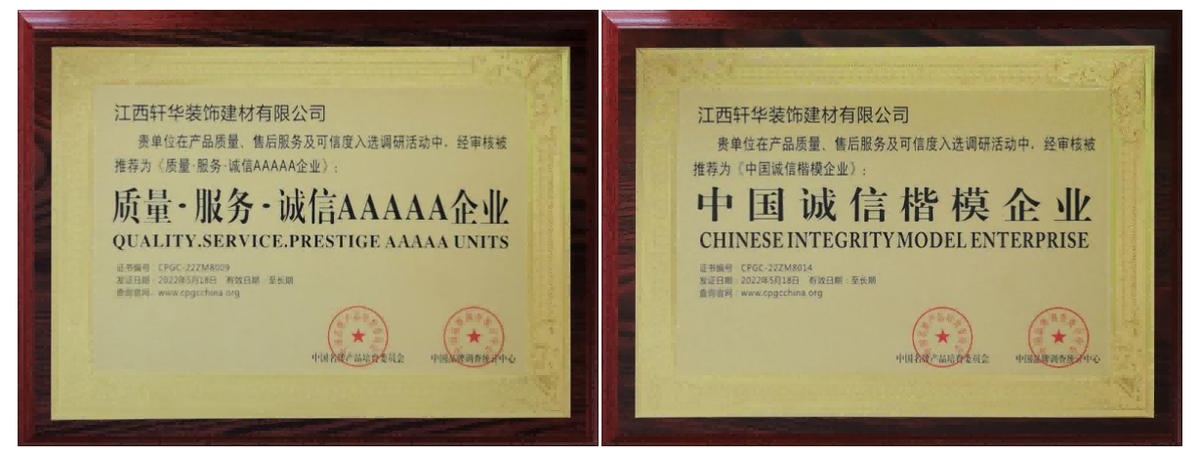 江西轩华装饰建材有限公司
贵单位在产品质量、售后服务及可信度入选调研活动中，经审核被
推荐为《质量·服务·诚信AAAAA企业》：
质量·服务·诚信AAAAA企业
QUALITY.SERVICE.PRESTIGE AAAAA UNITS
证书编号 CPGC-22ZM8009
发证日期：2022年5月18日 有效日期：至长期
查询官网：www.cpgcchina.org
中国名牌产品培育委员会
中国品牌调查统计中心
江西轩华装饰建材有限公司
贵单位在产品质量、售后服务及可信度入选调研活动中，经审核被
推荐为《中国诚信楷模企业》：
中国诚信楷模企业
CHINESE INTEGRITY MODEL ENTERPRISE
证书编号 CPGC-22ZM8014
发证日期：2022年5月18日 有效日期：至长期
查询官网：www.cpgcchina.org
中国名牌产品培育委员会
中国品牌调查统计中心